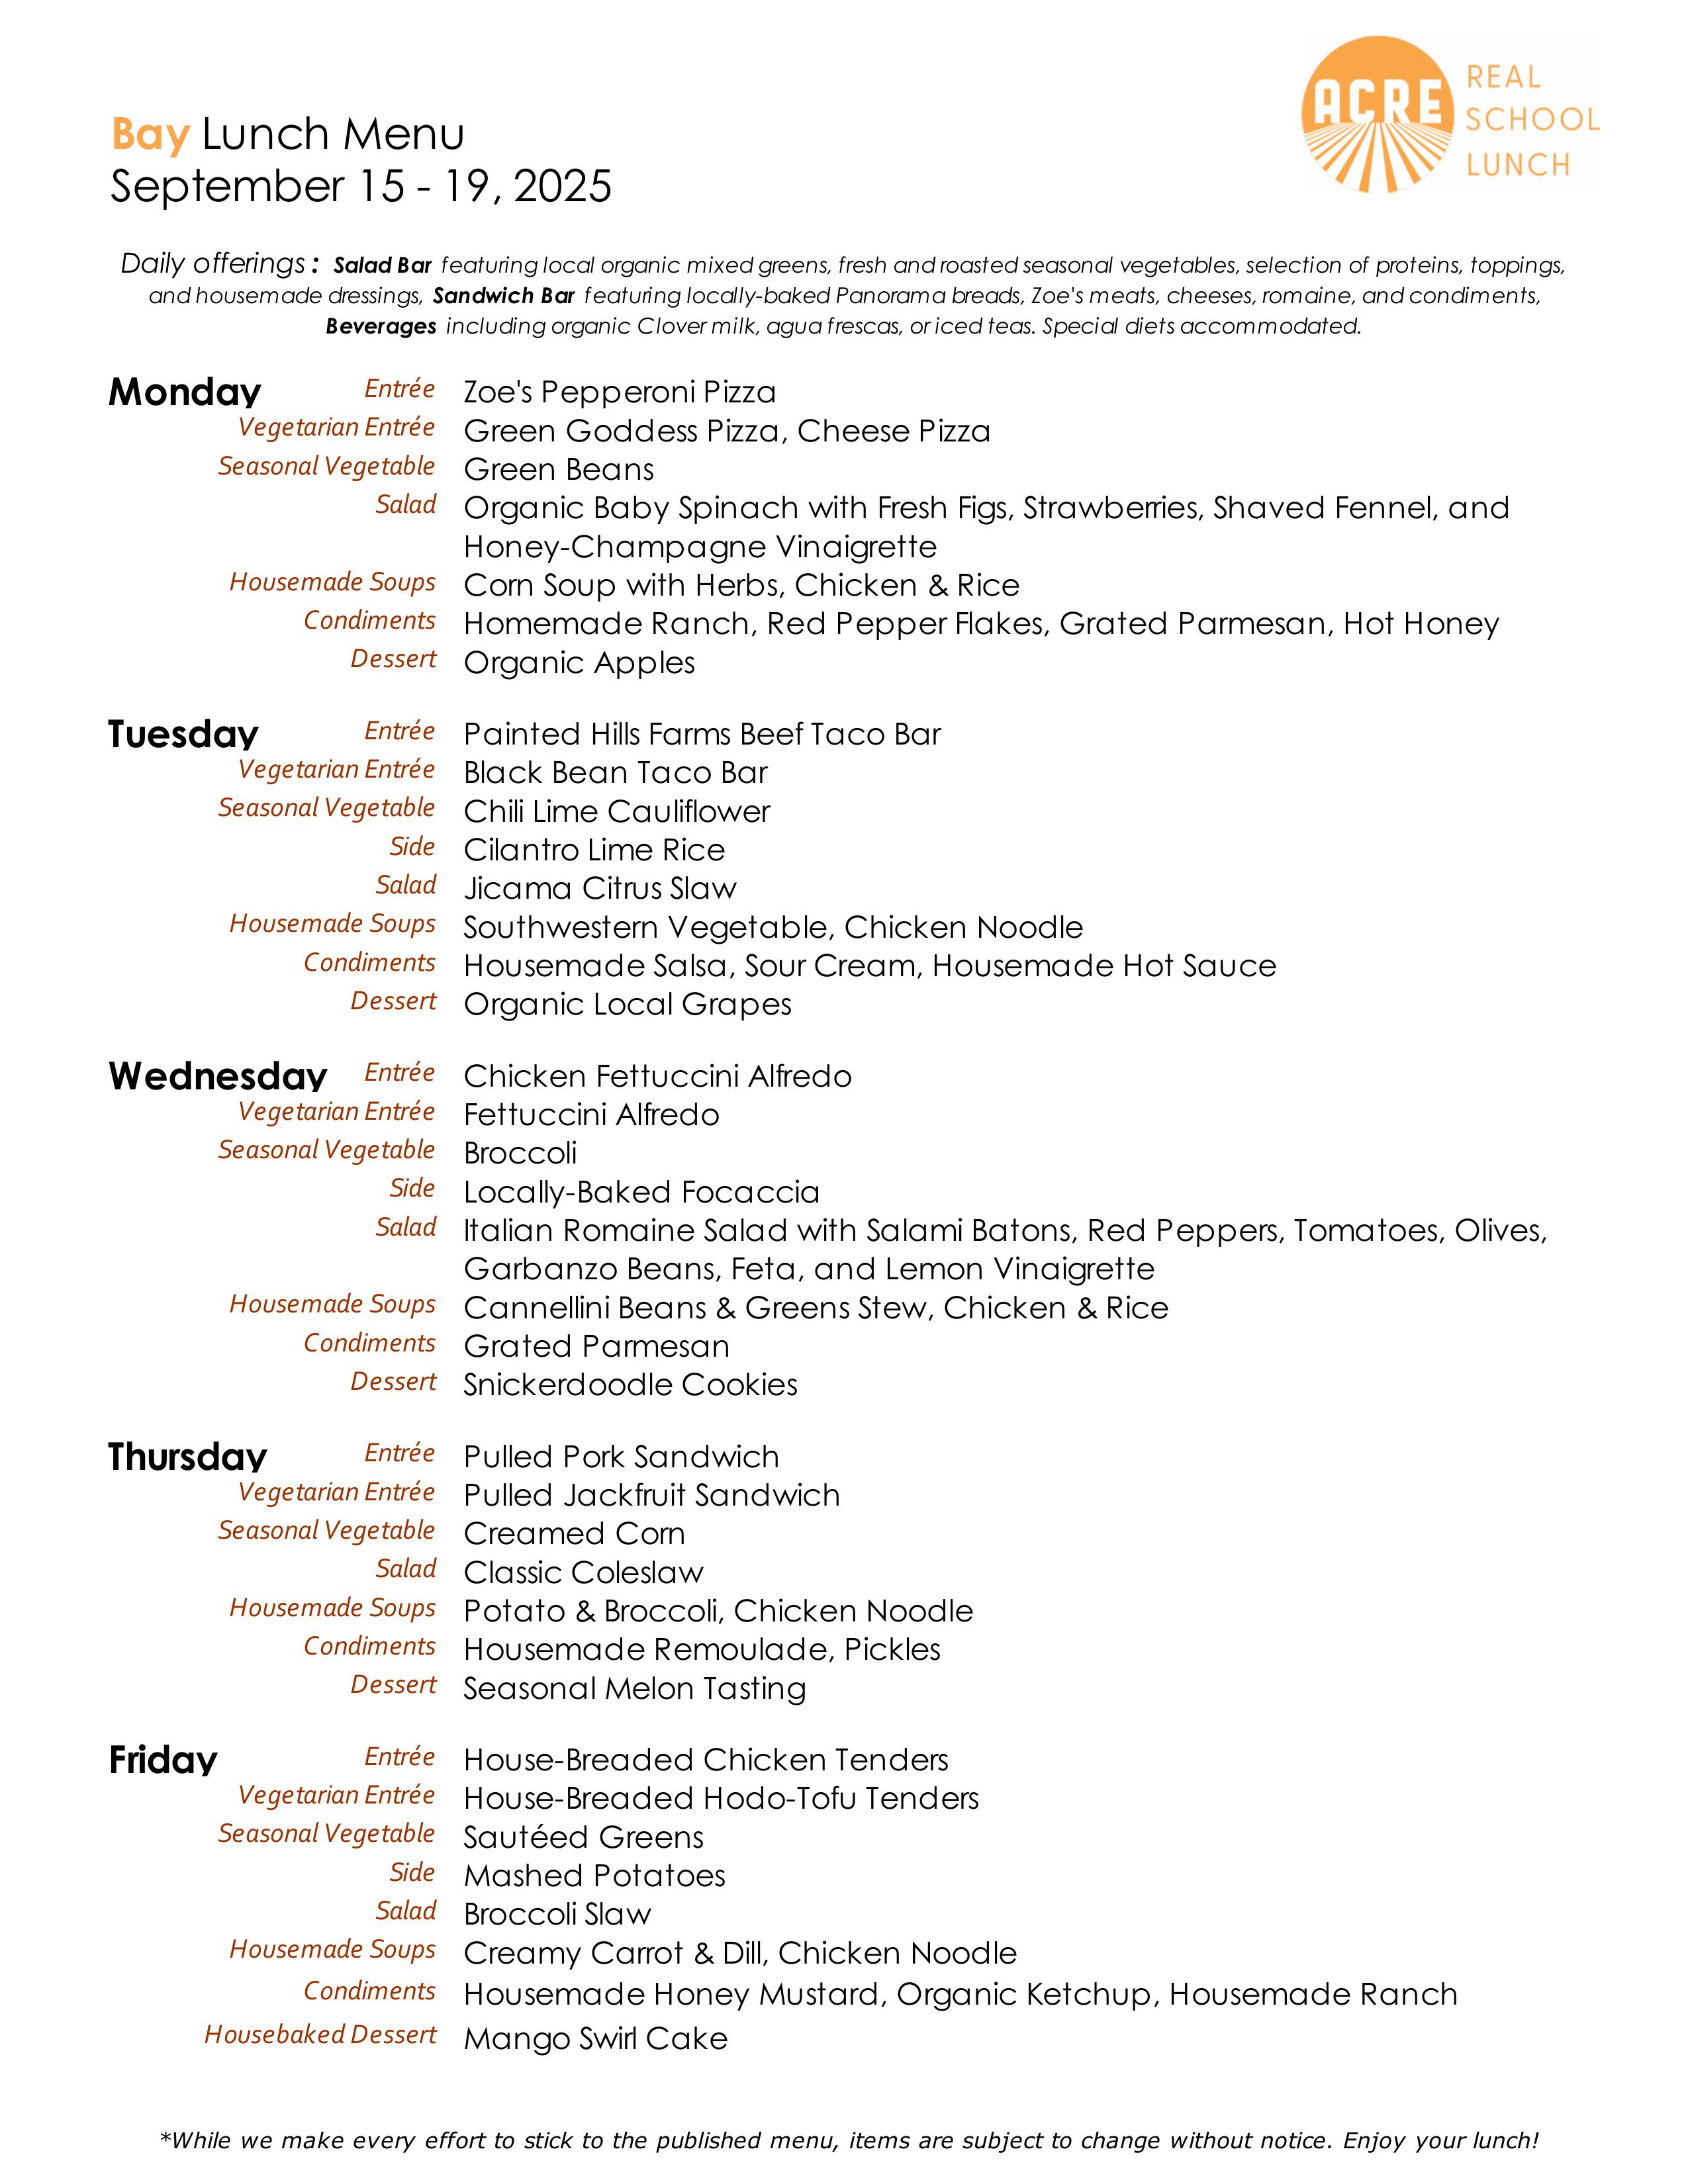 ACRE REAL SCHOOL LUNCH
Bay Lunch Menu
September 15 - 19, 2025
Daily offerings : Salad Bar featuring local organic mixed greens, fresh and roasted seasonal vegetables, selection of proteins, toppings,
and housemade dressings, Sandwich Bar featuring locally-baked Panorama breads, Zoe's meats, cheeses, romaine, and condiments,
Beverages including organic Clover milk, agua frescas, or iced teas. Special diets accommodated.
Monday Entrée Zoe's Pepperoni Pizza
Vegetarian Entrée Green Goddess Pizza, Cheese Pizza
Seasonal Vegetable Green Beans
Salad Organic Baby Spinach with Fresh Figs, Strawberries, Shaved Fennel, and
Honey-Champagne Vinaigrette
Housemade Soups Corn Soup with Herbs, Chicken & Rice
Condiments Homemade Ranch, Red Pepper Flakes, Grated Parmesan, Hot Honey
Dessert Organic Apples
Tuesday Entrée Painted Hills Farms Beef Taco Bar
Vegetarian Entrée Black Bean Taco Bar
Seasonal Vegetable Chili Lime Cauliflower
Side Cilantro Lime Rice
Salad Jicama Citrus Slaw
Housemade Soups Southwestern Vegetable, Chicken Noodle
Condiments Housemade Salsa, Sour Cream, Housemade Hot Sauce
Dessert Organic Local Grapes
Wednesday Entrée Chicken Fettuccini Alfredo
Vegetarian Entrée Fettuccini Alfredo
Seasonal Vegetable Broccoli
Side Locally-Baked Focaccia
Salad Italian Romaine Salad with Salami Batons, Red Peppers, Tomatoes, Olives,
Garbanzo Beans, Feta, and Lemon Vinaigrette
Housemade Soups Cannellini Beans & Greens Stew, Chicken & Rice
Condiments Grated Parmesan
Dessert Snickerdoodle Cookies
Thursday Entrée Pulled Pork Sandwich
Vegetarian Entrée Pulled Jackfruit Sandwich
Seasonal Vegetable Creamed Corn
Salad Classic Coleslaw
Housemade Soups Potato & Broccoli, Chicken Noodle
Condiments Housemade Remoulade, Pickles
Dessert Seasonal Melon Tasting
Friday Entrée House-Breaded Chicken Tenders
Vegetarian Entrée House-Breaded Hodo-Tofu Tenders
Seasonal Vegetable Sautéed Greens
Side Mashed Potatoes
Salad Broccoli Slaw
Housemade Soups Creamy Carrot & Dill, Chicken Noodle
Condiments Housemade Honey Mustard, Organic Ketchup, Housemade Ranch
Housebaked Dessert Mango Swirl Cake
*While we make every effort to stick to the published menu, items are subject to change without notice. Enjoy your lunch!